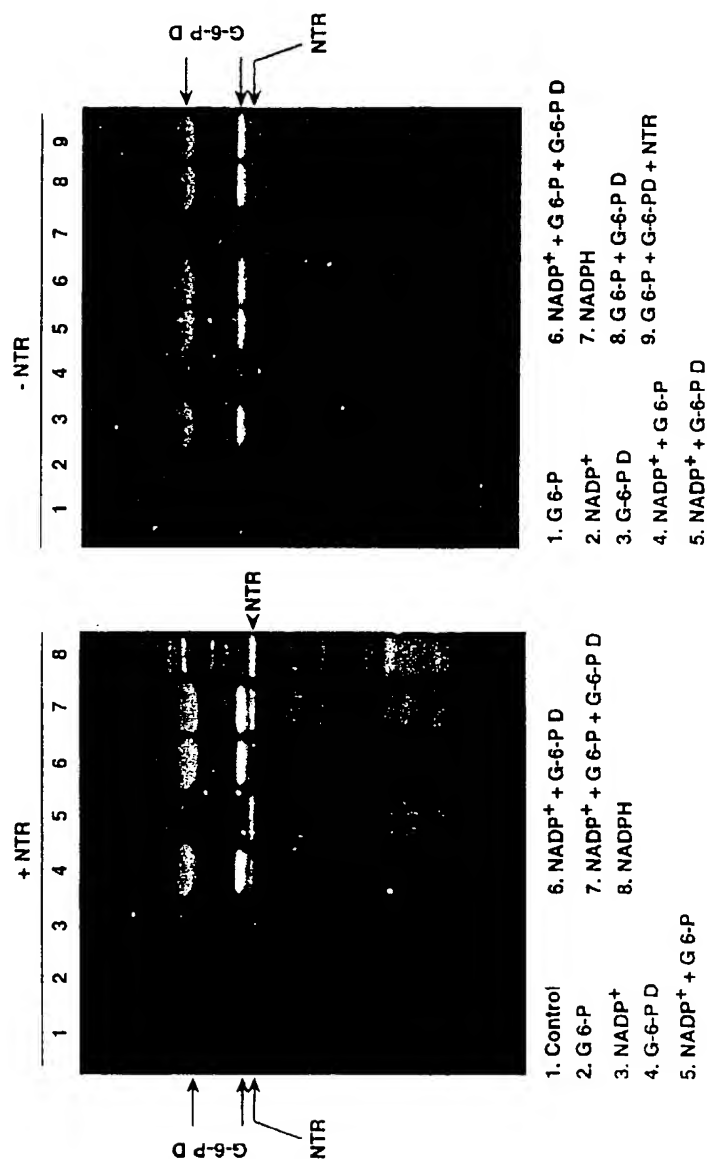 + NTR
1 2 3 4 5 6 7 8
G-6-P D
NTR
NTR
1. Control
2. G 6-P
3. NADP+
4. G-6-P D
5. NADP+ + G 6-P
6. NADP+ + G-6-P D
7. NADP+ + G 6-P + G-6-P D
8. NADPH
- NTR
1 2 3 4 5 6 7 8 9
G-6-P D
NTR
1. G 6-P
2. NADP+
3. G-6-P D
4. NADP+ + G 6-P
5. NADP+ + G-6-P D
6. NADP+ + G 6-P + G-6-P D
7. NADPH
8. G 6-P + G-6-P D
9. G 6-P + G-6-PD + NTR